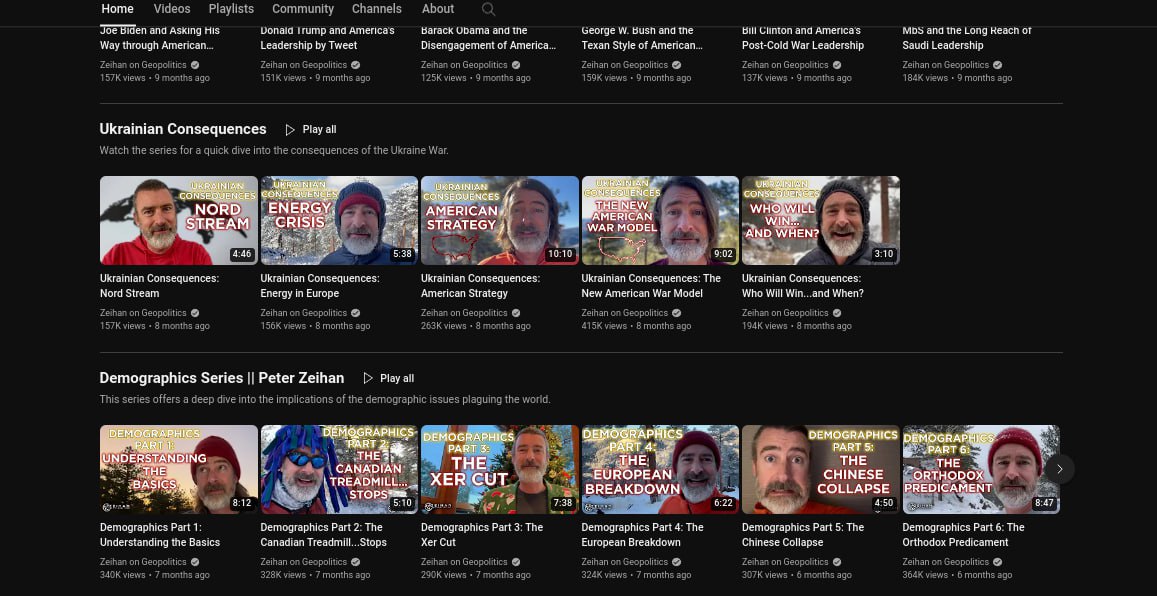 Home Videos Playlists Community Channels About
Joe Biden and Asking His
Way through American...
Zeihan on Geopolitics
157K views • 9 months ago
Donald Trump and America's
Leadership by Tweet
Zeihan on Geopolitics
151K views • 9 months ago
Barack Obama and the
Disengagement of America...
Zeihan on Geopolitics
125K views • 9 months ago
George W. Bush and the
Texan Style of American...
Zeihan on Geopolitics
159K views • 9 months ago
Bill Clinton and America's
Post-Cold War Leadership
Zeihan on Geopolitics
137K views • 9 months ago
MbS and the Long Reach of
Saudi Leadership
Zeihan on Geopolitics
184K views • 9 months ago
Ukrainian Consequences Play all
Watch the series for a quick dive into the consequences of the Ukraine War.
UKRAINIAN
CONSEQUENCES
NORD
STREAM
4:46
Ukrainian Consequences:
Nord Stream
Zeihan on Geopolitics
157K views • 8 months ago
UKRAINIAN
CONSEQUENCES
ENERGY
CRISIS
5:38
Ukrainian Consequences:
Energy in Europe
Zeihan on Geopolitics
156K views • 8 months ago
UKRAINIAN
CONSEQUENCES
AMERICAN
STRATEGY
10:10
Ukrainian Consequences:
American Strategy
Zeihan on Geopolitics
263K views • 8 months ago
UKRAINIAN
CONSEQUENCES
THE NEW
AMERICAN
WAR MODEL
9:02
Ukrainian Consequences: The
New American War Model
Zeihan on Geopolitics
415K views • 8 months ago
UKRAINIAN
CONSEQUENCES
WHO WILL
WIN...
AND WHEN?
3:10
Ukrainian Consequences:
Who Will Win...and When?
Zeihan on Geopolitics
194K views • 8 months ago
Demographics Series || Peter Zeihan Play all
This series offers a deep dive into the implications of the demographic issues plaguing the world.
DEMOGRAPHICS
PART 1:
UNDERSTANDING
THE
BASICS
8:12
Demographics Part 1:
Understanding the Basics
Zeihan on Geopolitics
340K views • 7 months ago
DEMOGRAPHICS
PART 2:
THE
CANADIAN
TREADMILL...
STOPS
5:10
Demographics Part 2: The
Canadian Treadmill...Stops
Zeihan on Geopolitics
328K views • 7 months ago
DEMOGRAPHICS
PART 3:
THE
XER CUT
7:38
Demographics Part 3: The
Xer Cut
Zeihan on Geopolitics
290K views • 7 months ago
DEMOGRAPHICS
PART 4:
THE
EUROPEAN
BREAKDOWN
6:22
Demographics Part 4: The
European Breakdown
Zeihan on Geopolitics
324K views • 7 months ago
DEMOGRAPHICS
PART 5:
THE
CHINESE
COLLAPSE
4:50
Demographics Part 5: The
Chinese Collapse
Zeihan on Geopolitics
307K views • 6 months ago
DEMOGRAPHICS
PART 6:
THE
ORTHODOX
PREDICAMENT
8:47
Demographics Part 6: The
Orthodox Predicament
Zeihan on Geopolitics
364K views • 6 months ago